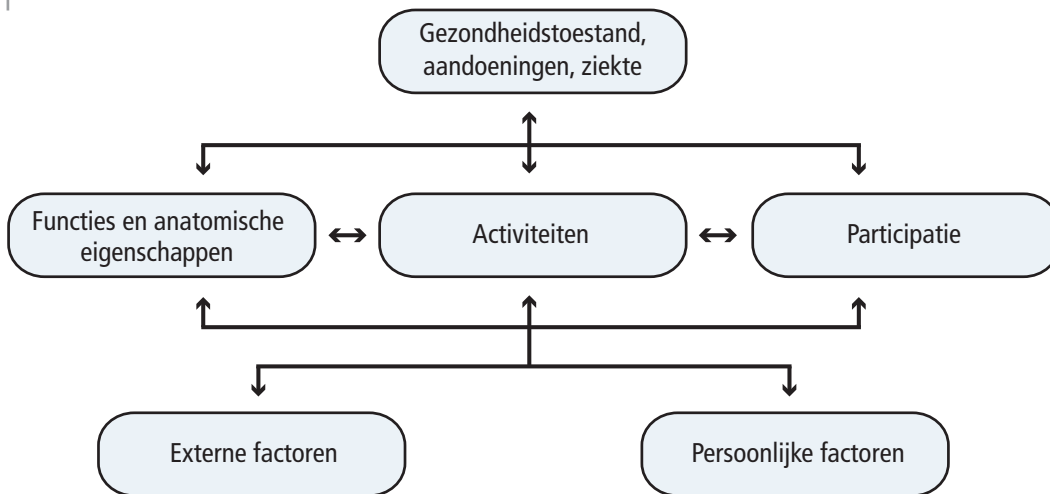 Gezondheidstoestand,
aandoeningen, ziekte
Functies en anatomische
eigenschappen
Activiteiten
Participatie
Externe factoren
Persoonlijke factoren